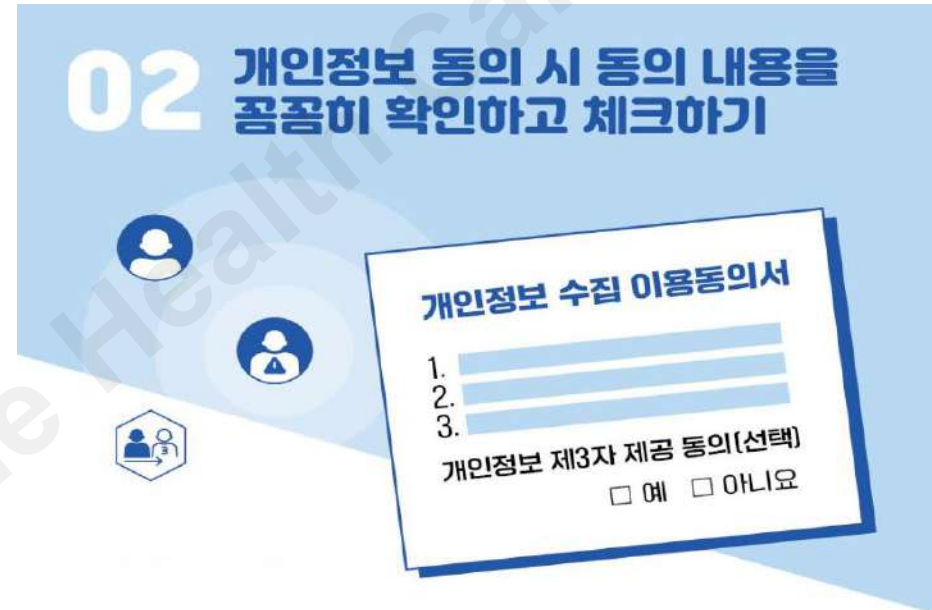 02 개인정보 동의 시 동의 내용을
꼼꼼히 확인하고 체크하기
개인정보 수집 이용동의서
1.
2.
3.
개인정보 제3자 제공 동의(선택)
□ 예 □ 아니요